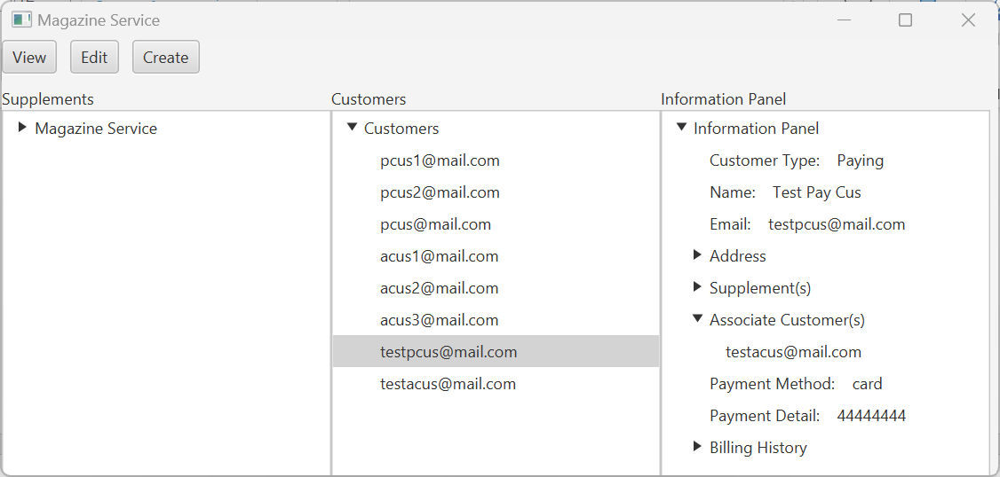 Magazine Service
View Edit Create
Supplements
Magazine Service
Customers
Customers
pcus1@mail.com
pcus2@mail.com
pcus@mail.com
acus1@mail.com
acus2@mail.com
acus3@mail.com
testpcus@mail.com
testacus@mail.com
Information Panel
Information Panel
Customer Type: Paying
Name: Test Pay Cus
Email: testpcus@mail.com
Address
Supplement(s)
Associate Customer(s)
testacus@mail.com
Payment Method: card
Payment Detail: 44444444
Billing History